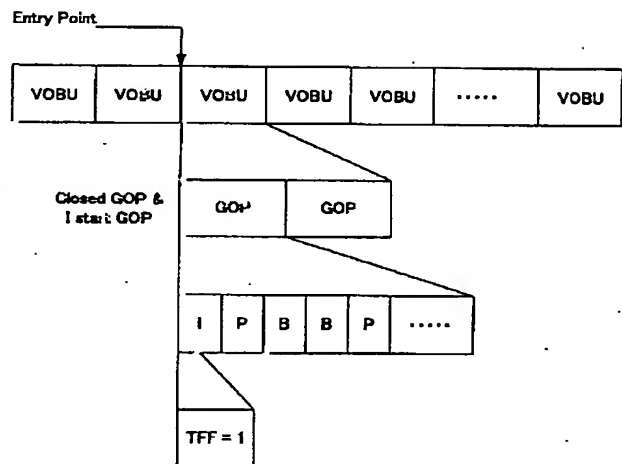 Entry Point
VOBU VOBU VOBU VOBU VOBU ····· VOBU
Closed GOP &
I start GOP
GOP GOP
I P B B P ·····
TFF = 1